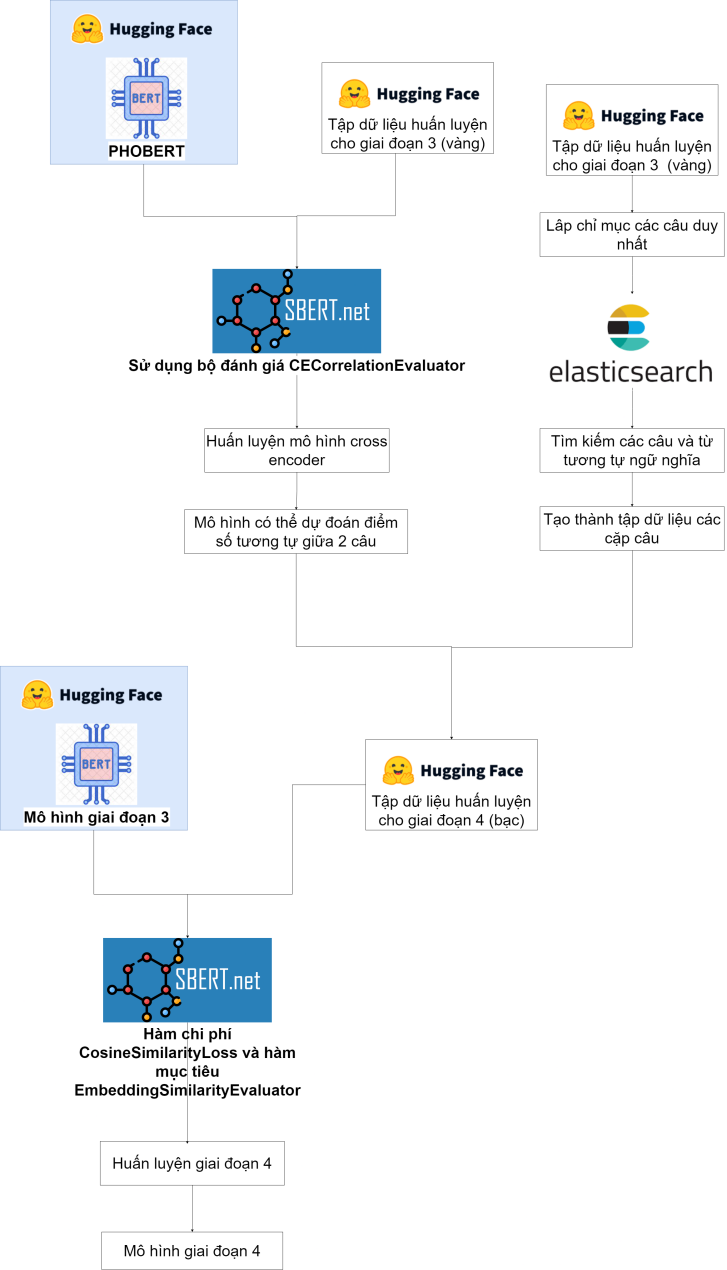 Hugging Face
BERT
PHOBERT
Hugging Face
Tập dữ liệu huấn luyện
cho giai đoạn 3 (vàng)
Hugging Face
Tập dữ liệu huấn luyện
cho giai đoạn 3 (vàng)
Lâp chỉ mục các câu duy
nhất
SBERT.net
Sử dụng bộ đánh giá CECorrelationEvaluator
elasticsearch
Huấn luyện mô hình cross
encoder
Tìm kiếm các câu và từ
tương tự ngữ nghĩa
Mô hình có thể dự đoán điểm
số tương tự giữa 2 câu
Tạo thành tập dữ liệu các
cặp câu
Hugging Face
BERT
Mô hình giai đoạn 3
Hugging Face
Tập dữ liệu huấn luyện
cho giai đoạn 4 (bạc)
SBERT.net
Hàm chi phí
CosineSimilarityLoss và hàm
mục tiêu
EmbeddingSimilarityEvaluator
Huấn luyện giai đoạn 4
Mô hình giai đoạn 4